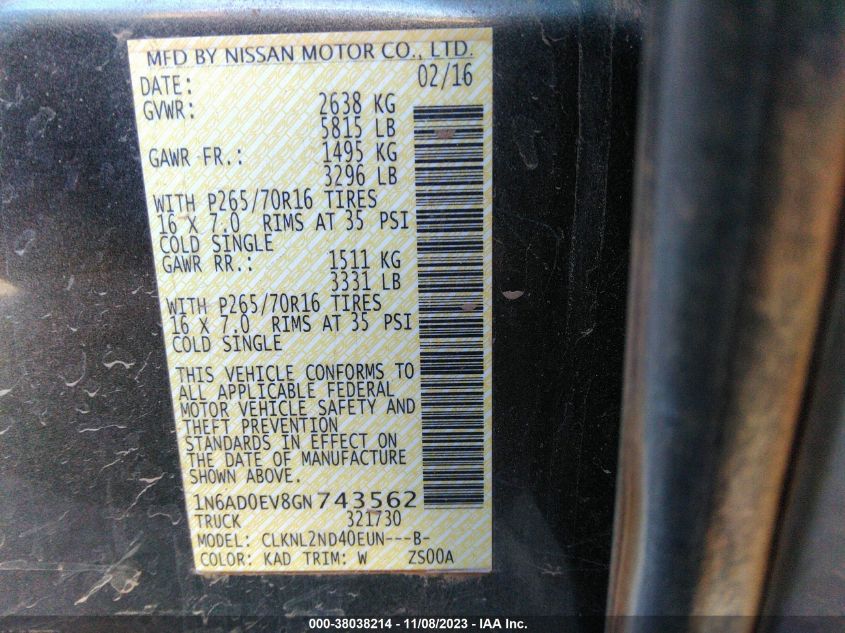 MFD BY NISSAN MOTOR CO., LTD.
DATE: 02/16
GVWR: 2638 KG
5815 LB
GAWR FR.: 1495 KG
3296 LB
WITH P265/70R16 TIRES
16 X 7.0 RIMS AT 35 PSI
COLD SINGLE
GAWR RR.: 1511 KG
3331 LB
WITH P265/70R16 TIRES
16 X 7.0 RIMS AT 35 PSI
COLD SINGLE
THIS VEHICLE CONFORMS TO
ALL APPLICABLE FEDERAL
MOTOR VEHICLE SAFETY AND
THEFT PREVENTION
STANDARDS IN EFFECT ON
THE DATE OF MANUFACTURE
SHOWN ABOVE.
1N6AD0EV8GN743562
TRUCK 321730
MODEL: CLKNL2ND40EUN---B-
COLOR: KAD TRIM: W ZS00A
000-38038214 - 11/08/2023 - IAA Inc.